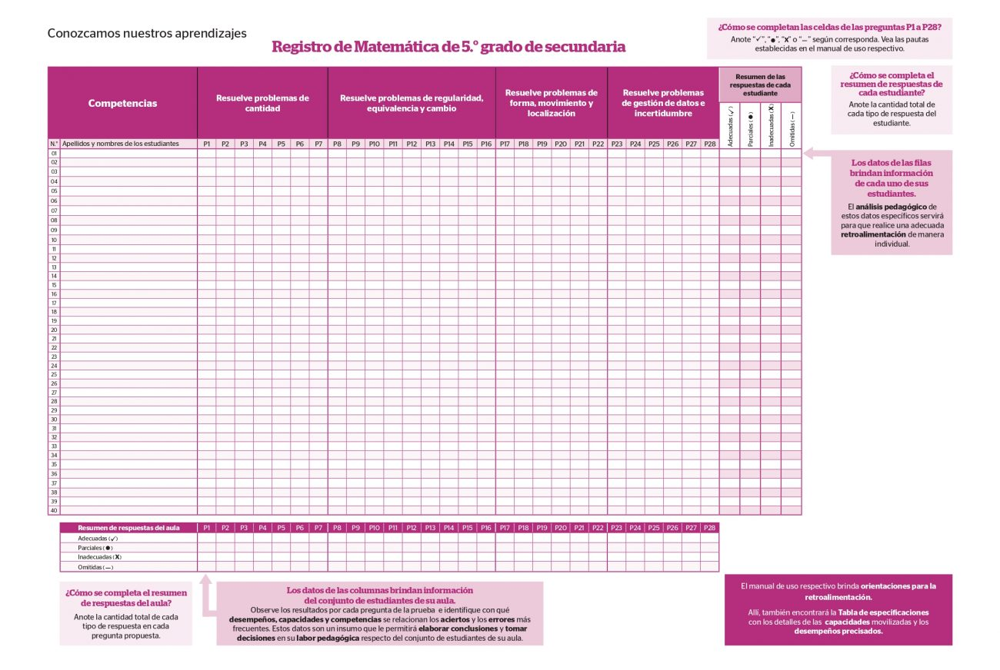 Conozcamos nuestros aprendizajes
Registro de Matemática de 5.° grado de secundaria
¿Cómo se completan las celdas de las preguntas P1 a P28?
Anote “✓”, “●”, “X” o “—” según corresponda. Vea las pautas
establecidas en el manual de uso respectivo.
Competencias
Resuelve problemas de
cantidad
Resuelve problemas de regularidad,
equivalencia y cambio
Resuelve problemas de
forma, movimiento y
localización
Resuelve problemas
de gestión de datos e
incertidumbre
Resumen de las
respuestas de cada
estudiante
Adecuadas (✓)
Parciales (●)
Inadecuadas (X)
Omitidas (—)
N.° Apellidos y nombres de los estudiantes P1 P2 P3 P4 P5 P6 P7 P8 P9 P10 P11 P12 P13 P14 P15 P16 P17 P18 P19 P20 P21 P22 P23 P24 P25 P26 P27 P28
01
02
03
04
05
06
07
08
09
10
11
12
13
14
15
16
17
18
19
20
21
22
23
24
25
26
27
28
29
30
31
32
33
34
35
36
37
38
39
40
¿Cómo se completa el
resumen de respuestas de
cada estudiante?
Anote la cantidad total de
cada tipo de respuesta del
estudiante.
Los datos de las filas
brindan información
de cada uno de sus
estudiantes.
El análisis pedagógico de
estos datos específicos servirá
para que realice una adecuada
retroalimentación de manera
individual.
Resumen de respuestas del aula P1 P2 P3 P4 P5 P6 P7 P8 P9 P10 P11 P12 P13 P14 P15 P16 P17 P18 P19 P20 P21 P22 P23 P24 P25 P26 P27 P28
Adecuadas (✓)
Parciales (●)
Inadecuadas (X)
Omitidas (—)
¿Cómo se completa el resumen
de respuestas del aula?
Anote la cantidad total de cada
tipo de respuesta en cada
pregunta propuesta.
Los datos de las columnas brindan información
del conjunto de estudiantes de su aula.
Observe los resultados por cada pregunta de la prueba e identifique con qué
desempeños, capacidades y competencias se relacionan los aciertos y los errores más
frecuentes. Estos datos son un insumo que le permitirá elaborar conclusiones y tomar
decisiones en su labor pedagógica respecto del conjunto de estudiantes de su aula.
El manual de uso respectivo brinda orientaciones para la
retroalimentación.
Allí, también encontrará la Tabla de especificaciones
con los detalles de las capacidades movilizadas y los
desempeños precisados.